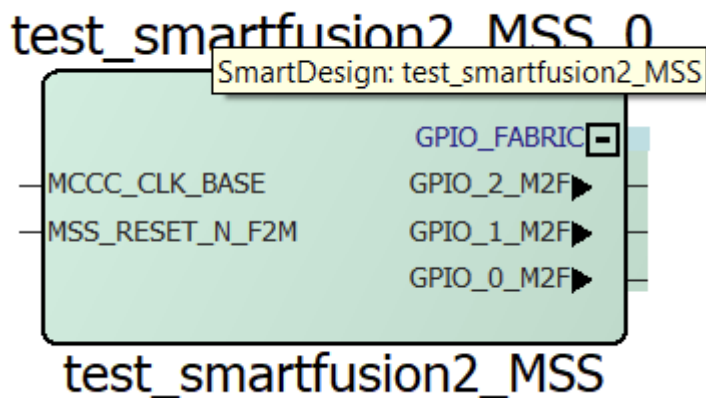 test_smartfusion2_MSS_0
SmartDesign: test_smartfusion2_MSS
GPIO_FABRIC
MCCC_CLK_BASE GPIO_2_M2F
MSS_RESET_N_F2M GPIO_1_M2F
GPIO_0_M2F
test_smartfusion2_MSS